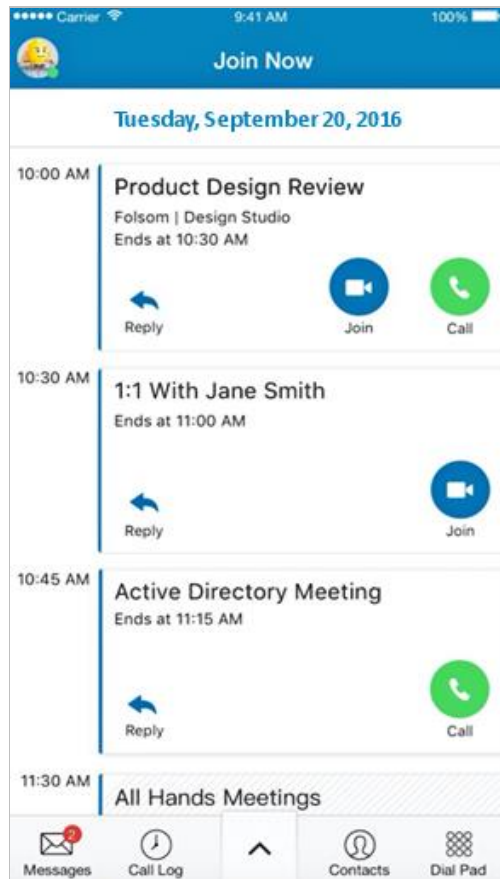 Carrier 9:41 AM 100%
Join Now
Tuesday, September 20, 2016
10:00 AM
Product Design Review
Folsom | Design Studio
Ends at 10:30 AM
Reply Join Call
10:30 AM
1:1 With Jane Smith
Ends at 11:00 AM
Reply Join
10:45 AM
Active Directory Meeting
Ends at 11:15 AM
Reply Call
11:30 AM
All Hands Meetings
2
Messages Call Log Contacts Dial Pad